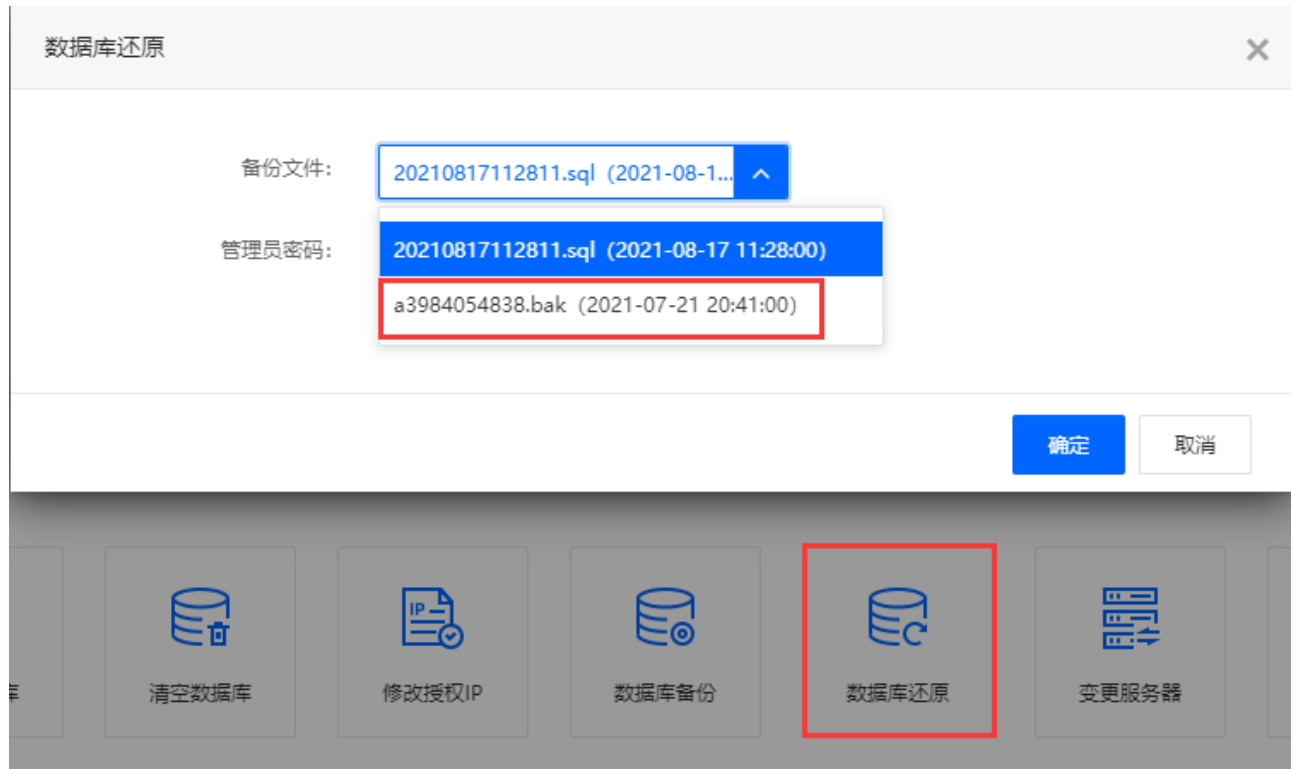 数据库还原
备份文件:
20210817112811.sql (2021-08-1...
管理员密码:
20210817112811.sql (2021-08-17 11:28:00)
a3984054838.bak (2021-07-21 20:41:00)
确定
取消
IP
清空数据库
修改授权IP
数据库备份
数据库还原
变更服务器